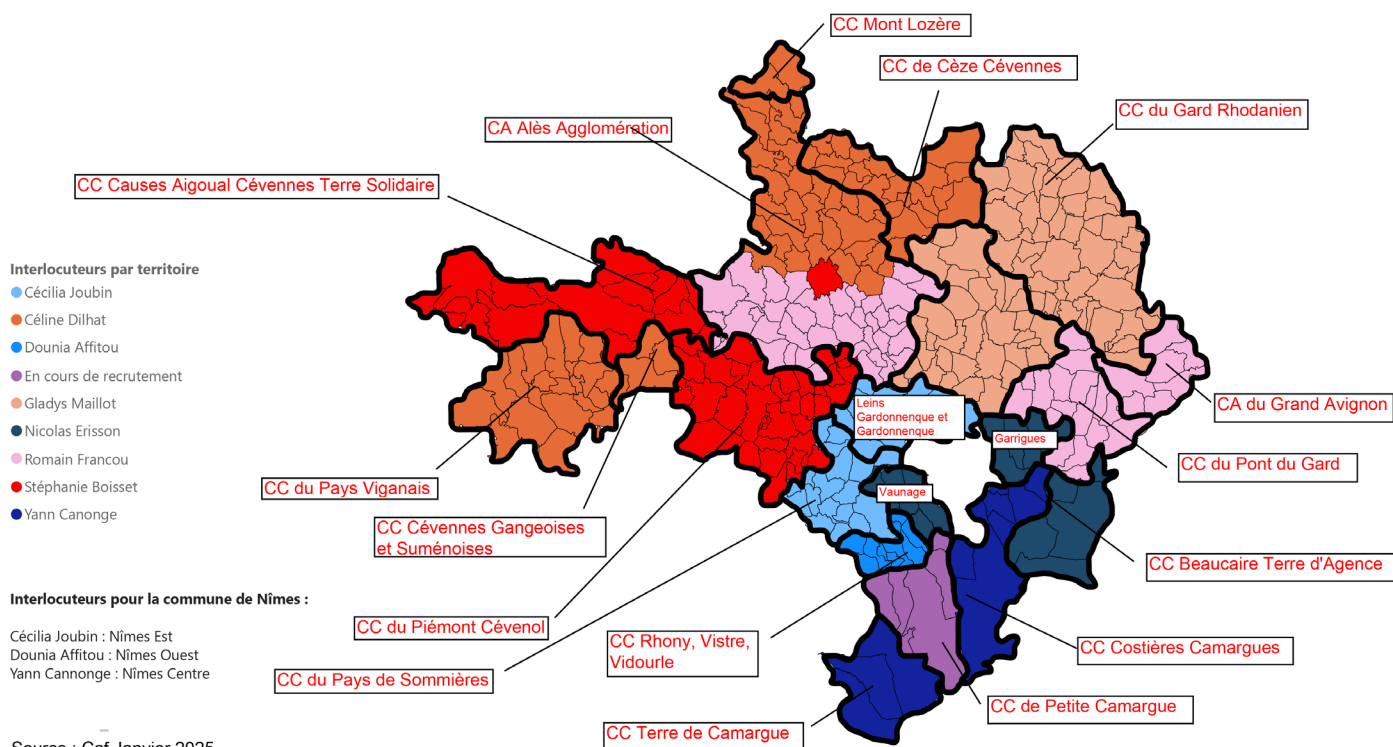 CC Mont Lozère
CC de Cèze Cévennes
CC du Gard Rhodanien
CA Alès Agglomération
CC Causes Aigoual Cévennes Terre Solidaire
Interlocuteurs par territoire
Cécilia Joubin
Céline Dilhat
Dounia Affitou
En cours de recrutement
Gladys Maillot
Nicolas Erisson
Romain Francou
Stéphanie Boisset
Yann Canonge
Leins
Gardonnenque et
Gardonnenque
Garrigues
Vaunage
CA du Grand Avignon
CC du Pont du Gard
CC du Pays Viganais
CC Cévennes Gangeoises
et Suménoises
CC Beaucaire Terre d'Agence
Interlocuteurs pour la commune de Nîmes :
Cécilia Joubin : Nîmes Est
Dounia Affitou : Nîmes Ouest
Yann Cannonge : Nîmes Centre
CC du Piémont Cévenol
CC du Pays de Sommières
CC Rhony, Vistre,
Vidourle
CC Costières Camargues
CC de Petite Camargue
CC Terre de Camargue